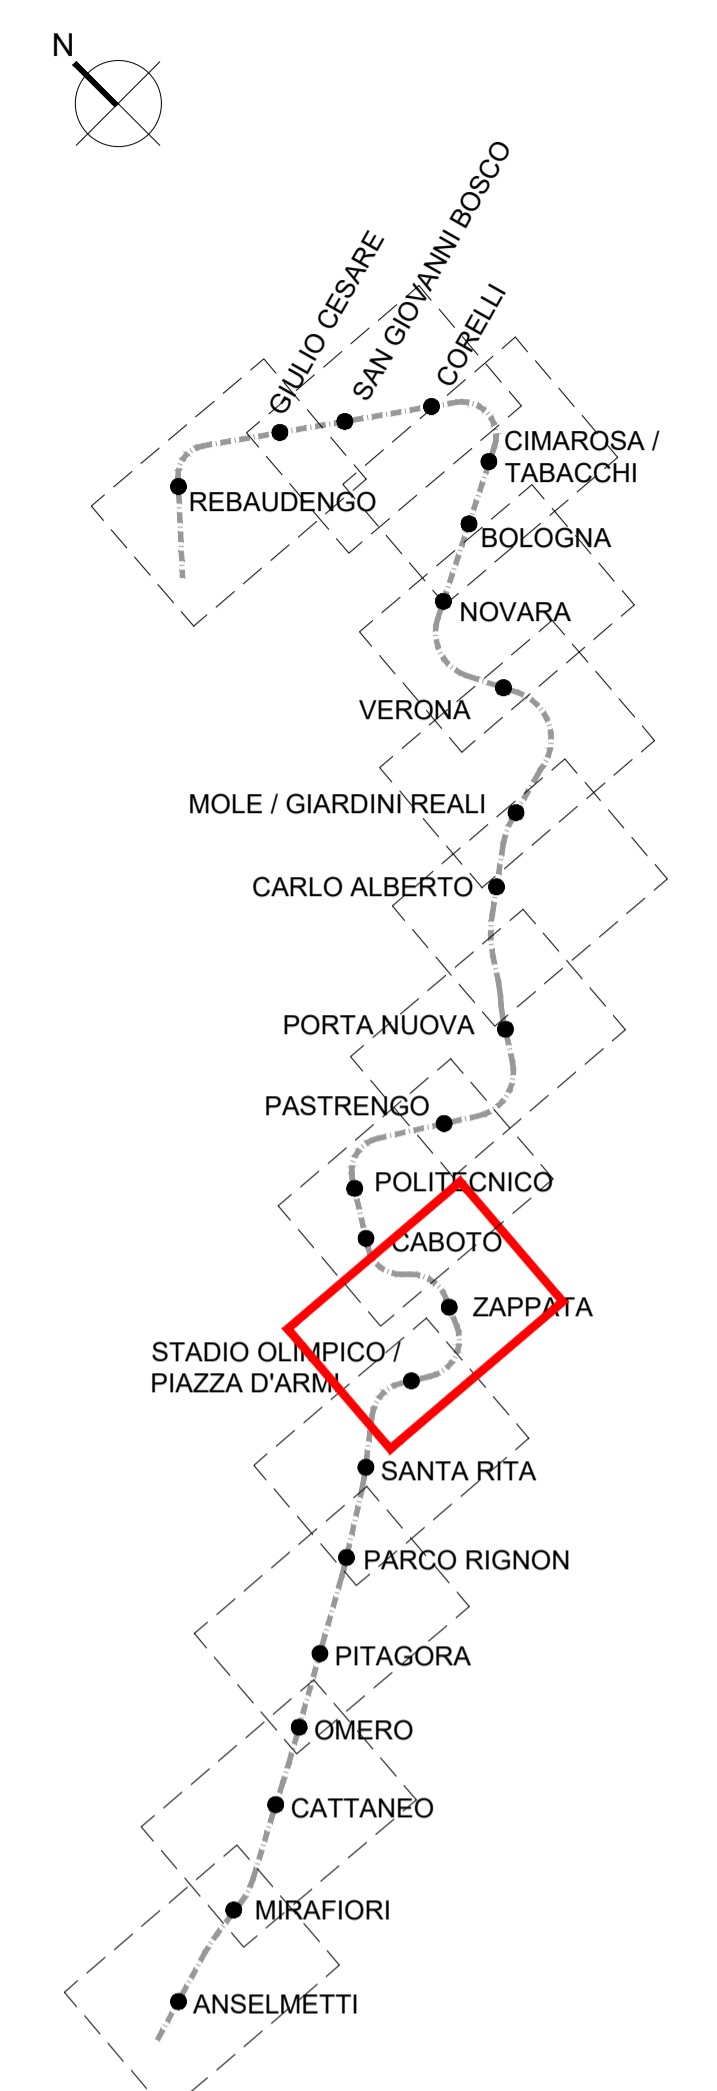 N
GIULIO CESARE
SAN GIOVANNI BOSCO
CORELLI
CIMAROSA /
TABACCHI
REBAUDENGO
BOLOGNA
NOVARA
VERONA
MOLE / GIARDINI REALI
CARLO ALBERTO
PORTA NUOVA
PASTRENGO
POLITECNICO
CABOTO
ZAPPATA
STADIO OLIMPICO /
PIAZZA D'ARMI
SANTA RITA
PARCO RIGNON
PITAGORA
OMERO
CATTANEO
MIRAFIORI
ANSELMETTI